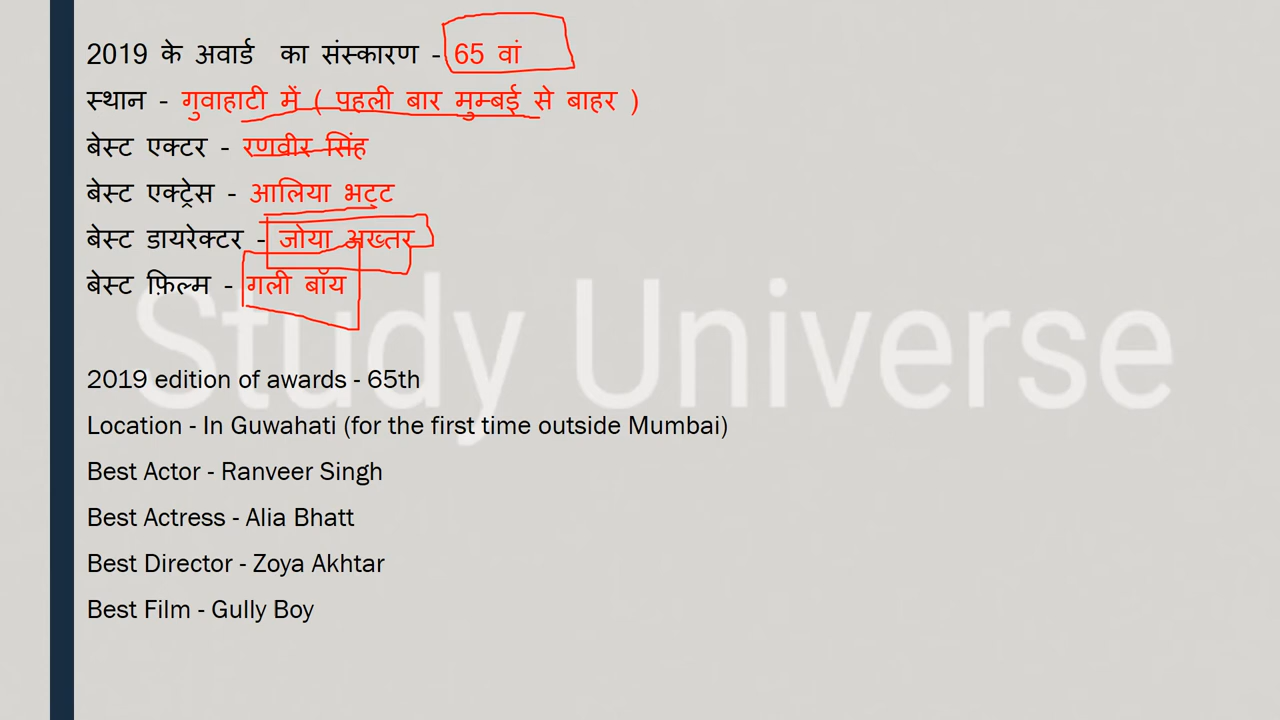 2019 के अवार्ड का संस्कारण - 65 वां
स्थान - गुवाहाटी में ( पहली बार मुम्बई से बाहर )
बेस्ट एक्टर - रणवीर सिंह
बेस्ट एक्ट्रेस - आलिया भट्ट
बेस्ट डायरेक्टर - जोया अख्तर
बेस्ट फ़िल्म - गली बॉय
Study Universe
2019 edition of awards - 65th
Location - In Guwahati (for the first time outside Mumbai)
Best Actor - Ranveer Singh
Best Actress - Alia Bhatt
Best Director - Zoya Akhtar
Best Film - Gully Boy